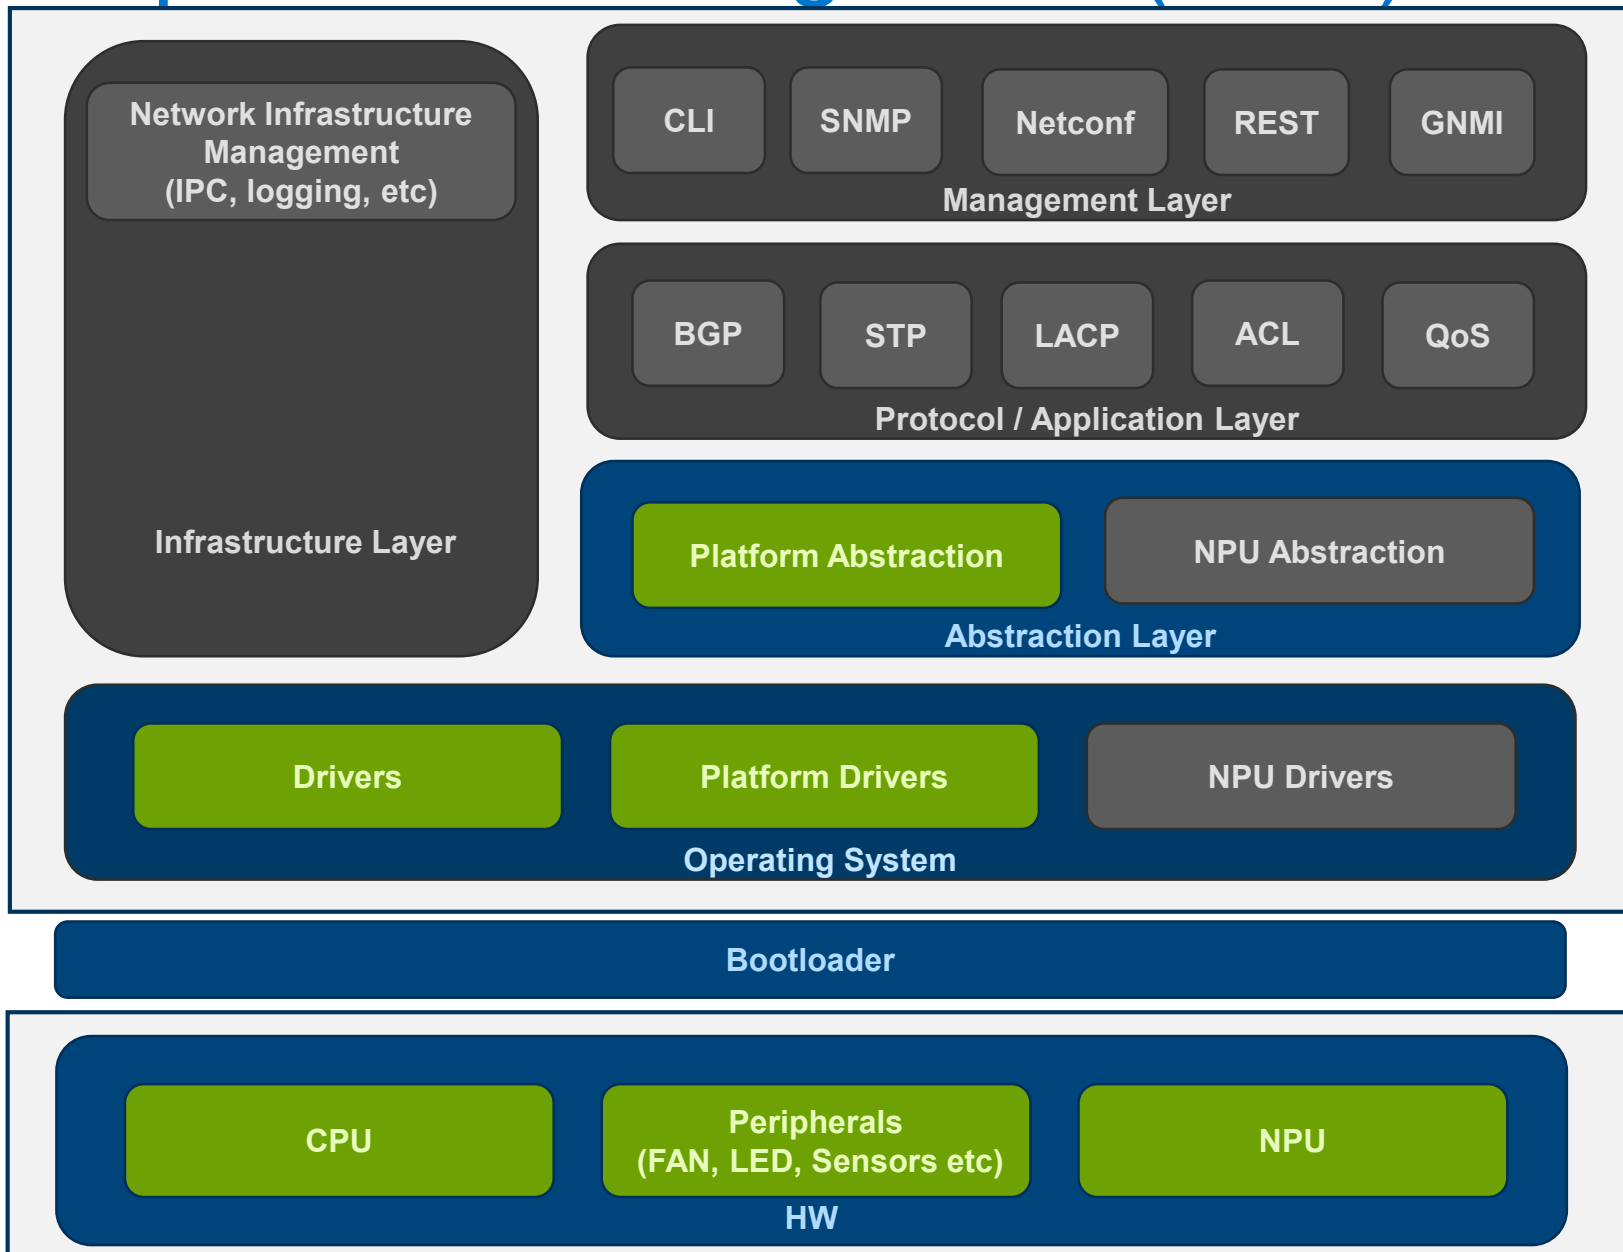 Network Infrastructure
Management
(IPC, logging, etc)
Infrastructure Layer
CLI
SNMP
Netconf
REST
GNMI
Management Layer
BGP
STP
LACP
ACL
QoS
Protocol / Application Layer
Platform Abstraction
NPU Abstraction
Abstraction Layer
Drivers
Platform Drivers
NPU Drivers
Operating System
Bootloader
CPU
Peripherals
(FAN, LED, Sensors etc)
NPU
HW